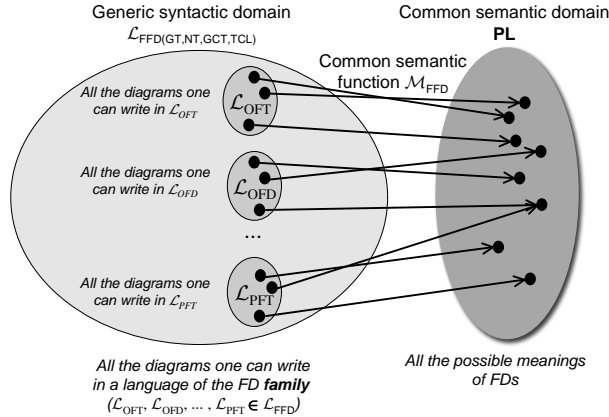 Generic syntactic domain
ℒFFD(GT,NT,GCT,TCL)
Common semantic domain
PL
Common semantic
function ℳFFD
All the diagrams one
can write in ℒOFT
ℒOFT
All the diagrams one
can write in ℒOFD
ℒOFD
...
All the diagrams one
can write in ℒPFT
ℒPFT
All the diagrams one can write
in a language of the FD family
(ℒOFT, ℒOFD, ... , ℒPFT ∈ ℒFFD)
All the possible meanings
of FDs